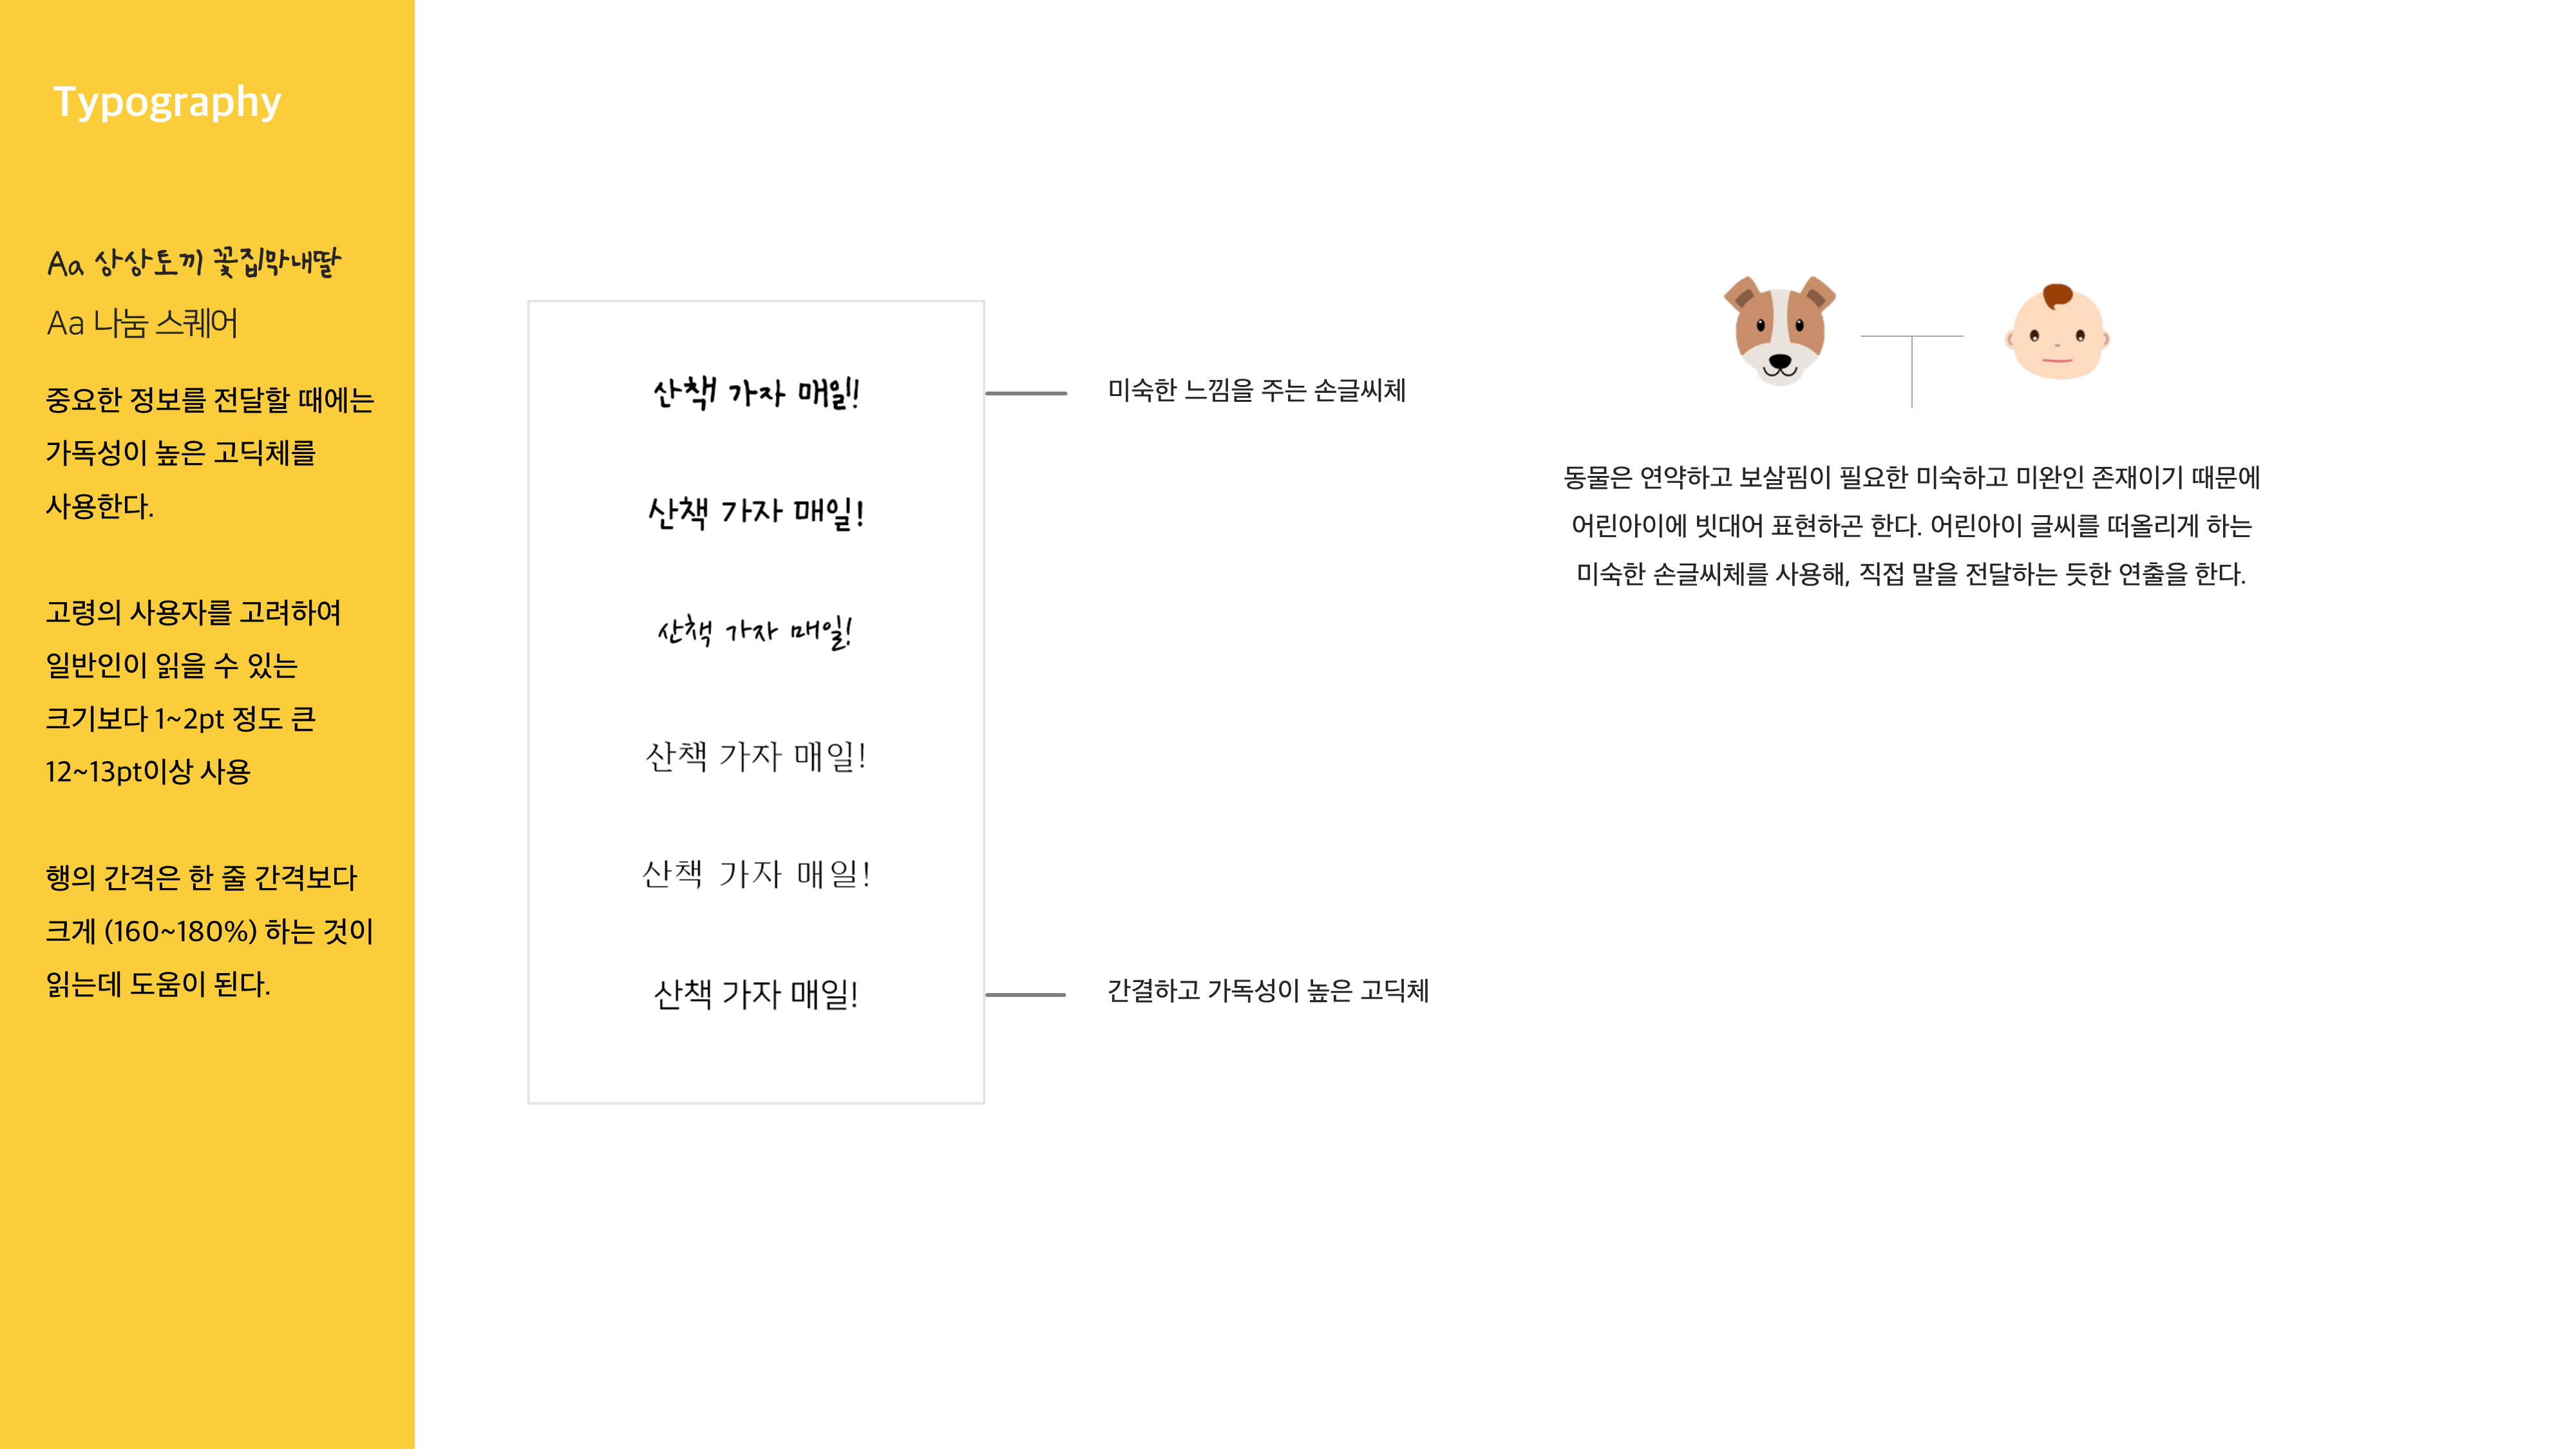 Typography
Aa 상상토끼 꽃집막내딸
Aa 나눔 스퀘어
중요한 정보를 전달할 때에는
가독성이 높은 고딕체를
사용한다.
고령의 사용자를 고려하여
일반인이 읽을 수 있는
크기보다 1~2pt 정도 큰
12~13pt이상 사용
행의 간격은 한 줄 간격보다
크게 (160~180%) 하는 것이
읽는데 도움이 된다.
산책 가자 매일!
산책 가자 매일!
산책 가자 매일!
산책 가자 매일!
산책 가자 매일!
산책 가자 매일!
미숙한 느낌을 주는 손글씨체
간결하고 가독성이 높은 고딕체
동물은 연약하고 보살핌이 필요한 미숙하고 미완인 존재이기 때문에
어린아이에 빗대어 표현하곤 한다. 어린아이 글씨를 떠올리게 하는
미숙한 손글씨체를 사용해, 직접 말을 전달하는 듯한 연출을 한다.